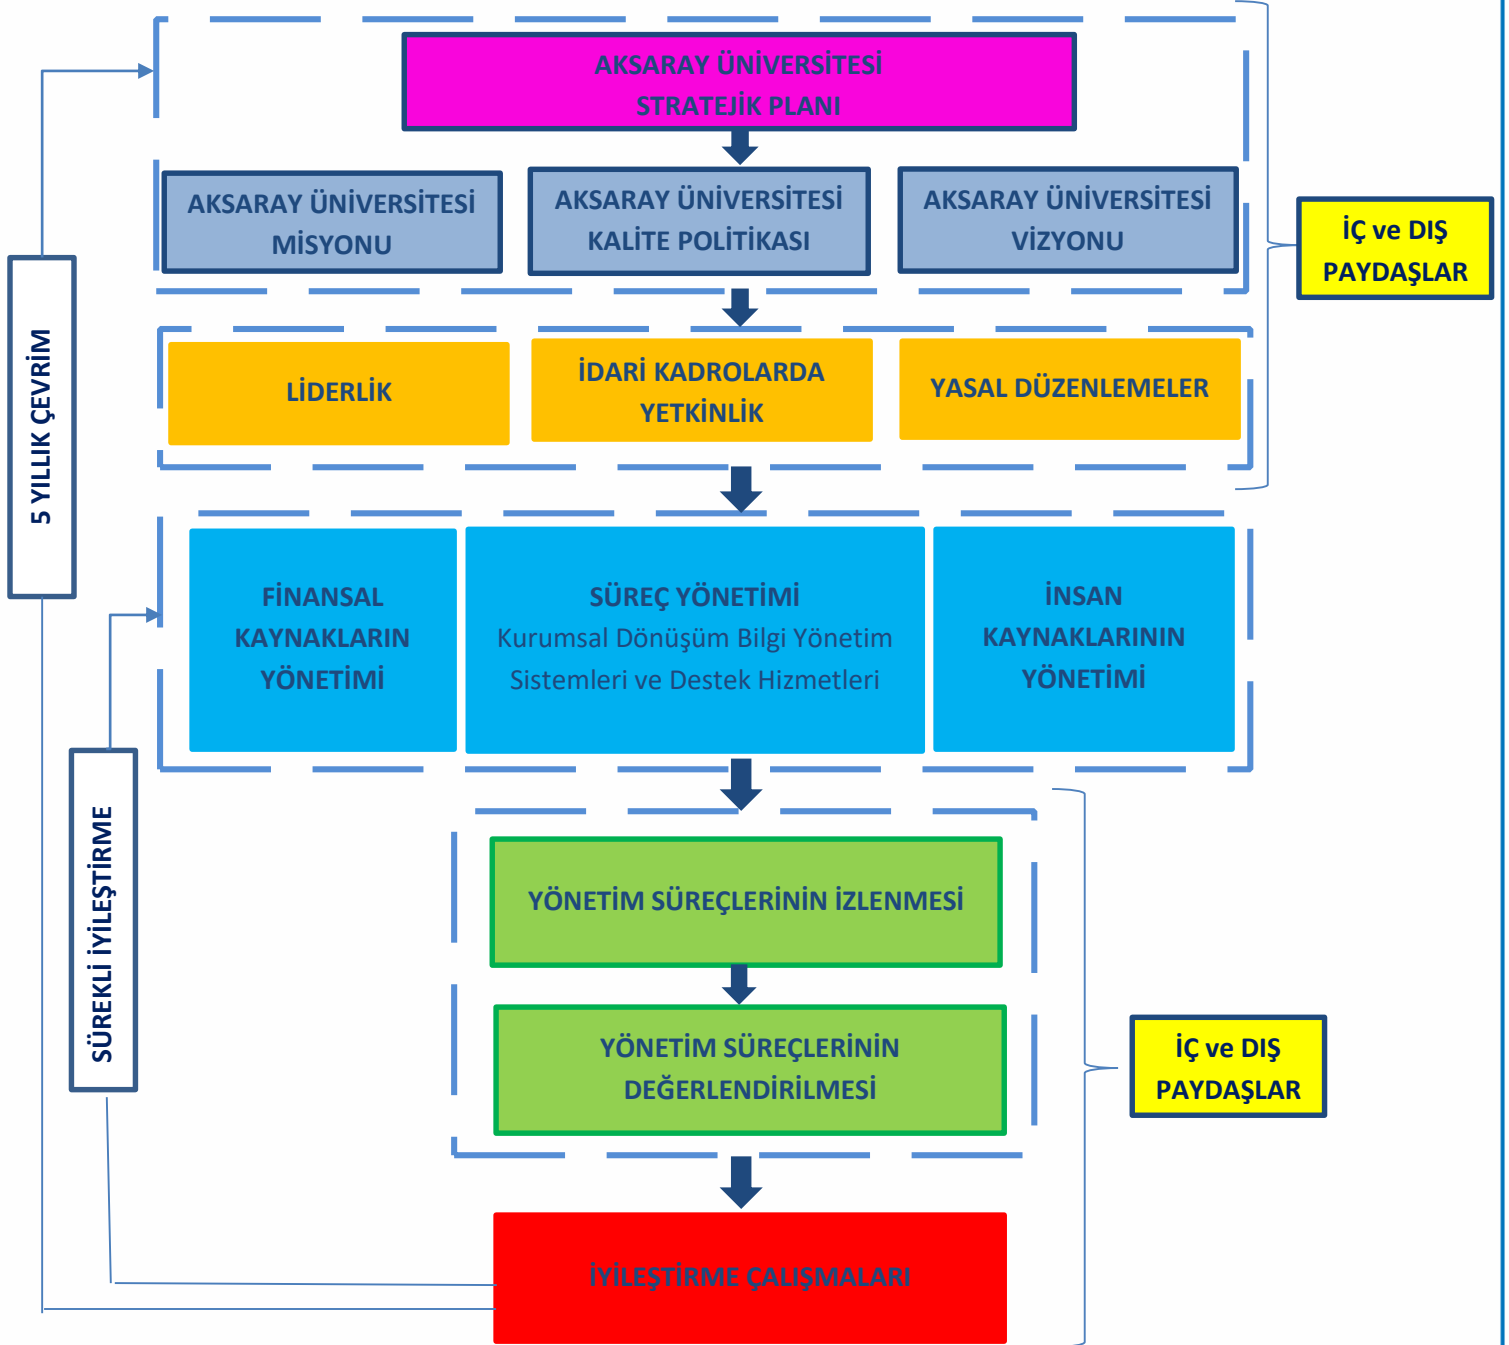 AKSARAY ÜNİVERSİTESİ
STRATEJİK PLANI
AKSARAY ÜNİVERSİTESİ
MİSYONU
AKSARAY ÜNİVERSİTESİ
KALİTE POLİTIKASI
AKSARAY ÜNİVERSİTESİ
VİZYONU
İÇ ve DIŞ
PAYDAŞLAR
5 YILLIK ÇEVRİM
LİDERLİK
İDARİ KADROLARDA
YETKİNLİK
YASAL DÜZENLEMELER
FİNANSAL
KAYNAKLARIN
YÖNETİMİ
SÜREÇ YÖNETİMİ
Kurumsal Dönüşüm Bilgi Yönetim
Sistemleri ve Destek Hizmetleri
İNSAN
KAYNAKLARININ
YÖNETİMİ
SÜREKLİ İYİLEŞTİRME
YÖNETİM SÜREÇLERİNİN İZLENMESİ
YÖNETİM SÜREÇLERİNİN
DEĞERLENDİRİLMESİ
İÇ ve DIŞ
PAYDAŞLAR
İYİLEŞTİRME ÇALIŞMALARI